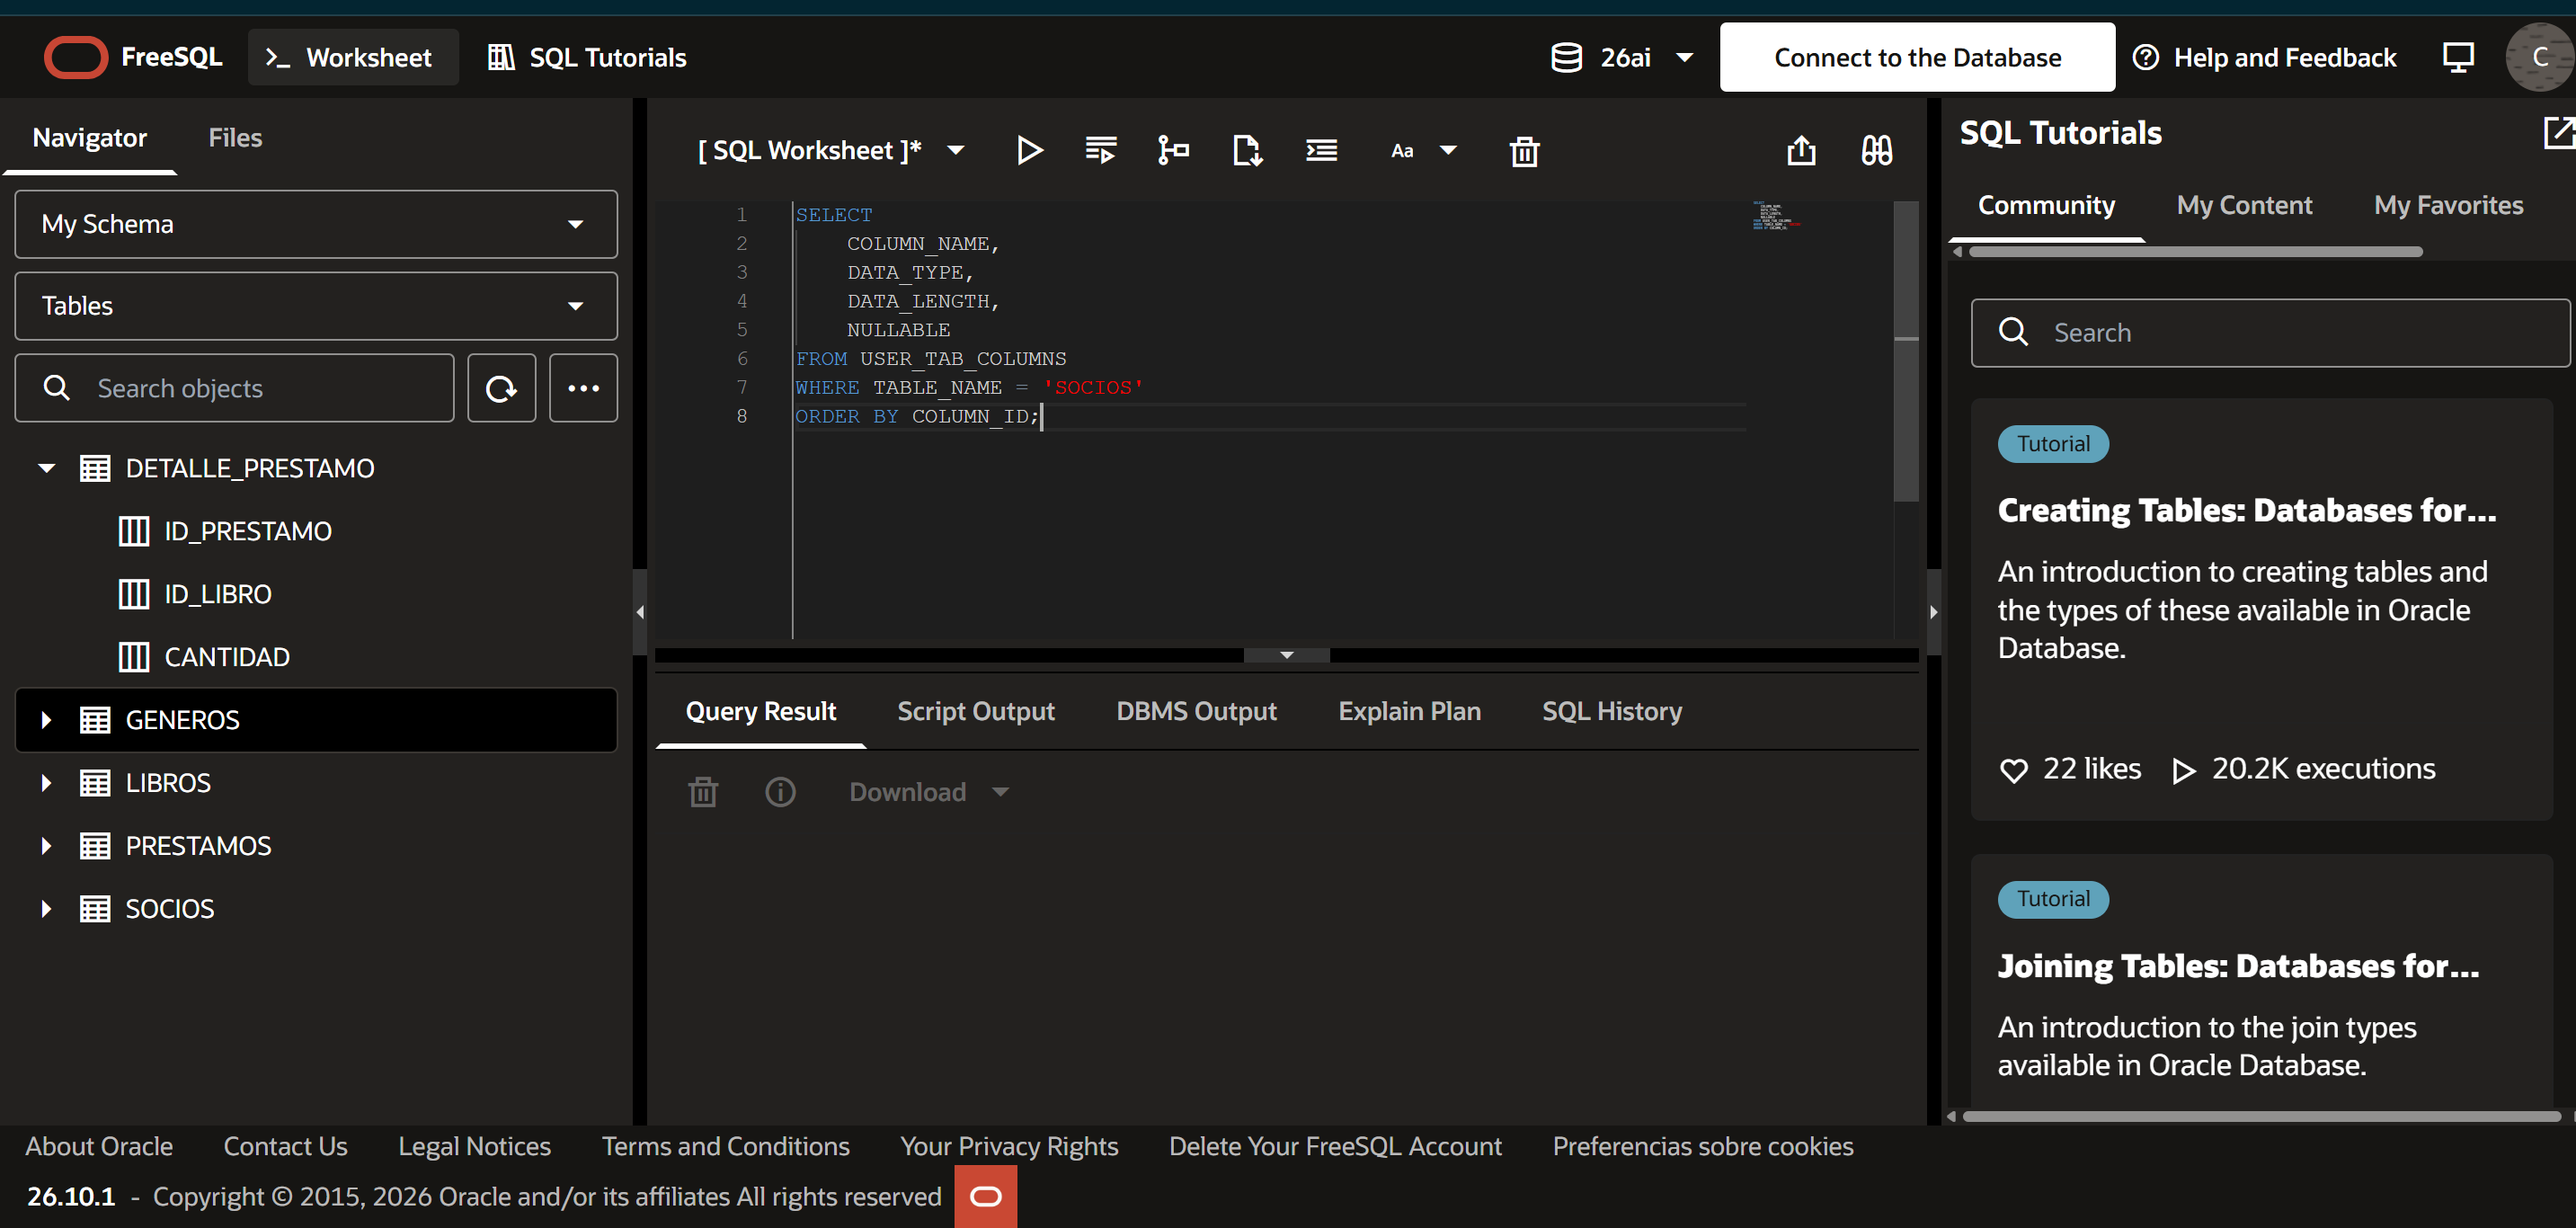 FreeSQL
Worksheet
SQL Tutorials
26ai
Connect to the Database
Help and Feedback
C
Navigator
Files
My Schema
Tables
Search objects
DETALLE_PRESTAMO
ID_PRESTAMO
ID_LIBRO
CANTIDAD
GENEROS
LIBROS
PRESTAMOS
SOCIOS
[ SQL Worksheet ]*
Aa
1 SELECT
2 COLUMN_NAME,
3 DATA_TYPE,
4 DATA_LENGTH,
5 NULLABLE
6 FROM USER_TAB_COLUMNS
7 WHERE TABLE_NAME = 'SOCIOS'
8 ORDER BY COLUMN_ID;
Query Result
Script Output
DBMS Output
Explain Plan
SQL History
Download
SQL Tutorials
Community
My Content
My Favorites
Search
Tutorial
Creating Tables: Databases for...
An introduction to creating tables and
the types of these available in Oracle
Database.
22 likes
20.2K executions
Tutorial
Joining Tables: Databases for...
An introduction to the join types
available in Oracle Database.
About Oracle
Contact Us
Legal Notices
Terms and Conditions
Your Privacy Rights
Delete Your FreeSQL Account
Preferencias sobre cookies
26.10.1 - Copyright © 2015, 2026 Oracle and/or its affiliates All rights reserved